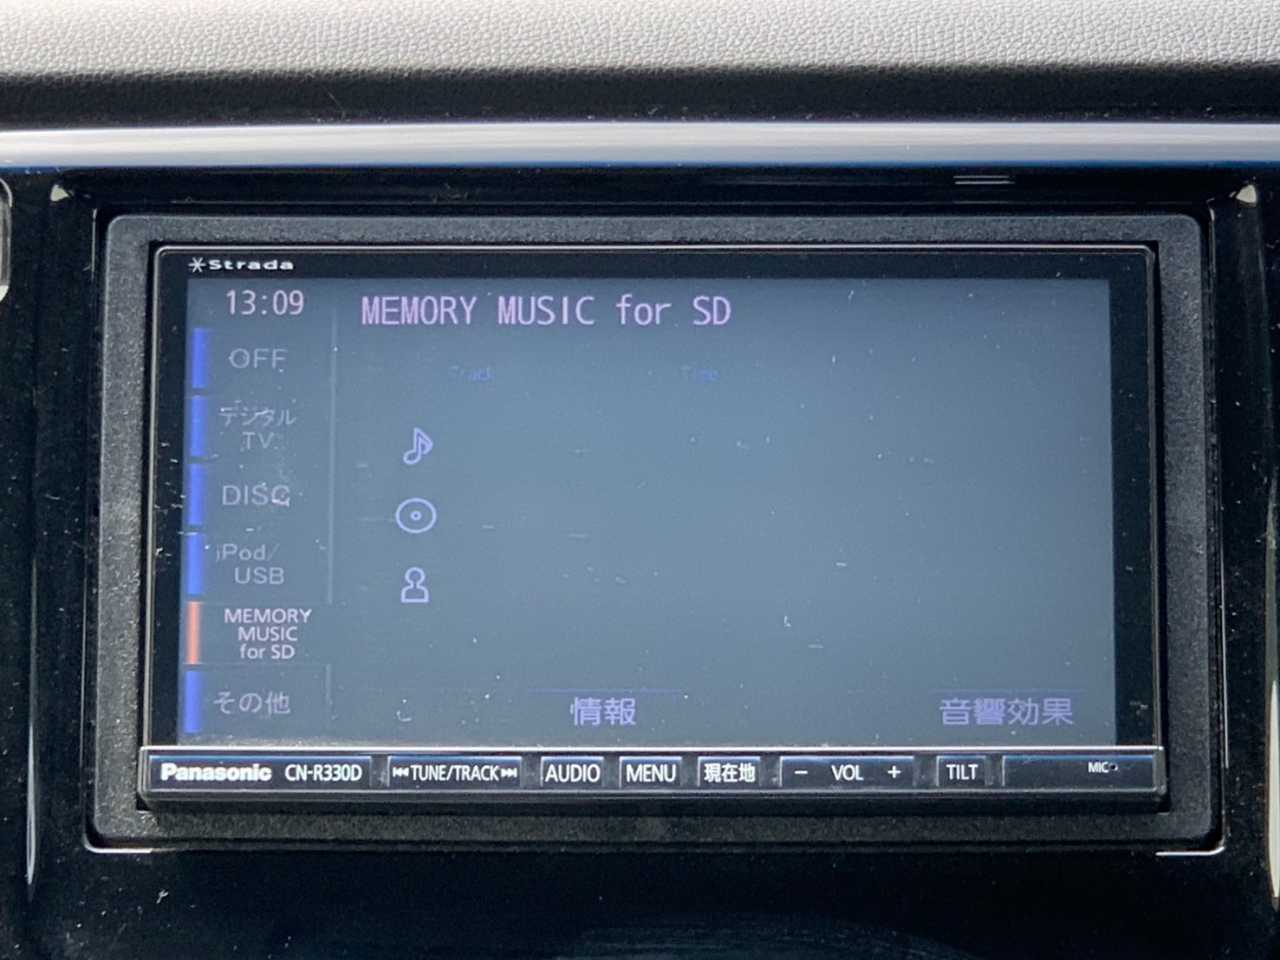 Strada
13:09
MEMORY MUSIC for SD
OFF
Track
Time
デジタル
TV
DISC
iPod/
USB
MEMORY
MUSIC
for SD
その他
情報
音響効果
Panasonic CN-R330D
TUNE/TRACK
AUDIO
MENU
現在地
− VOL +
TILT
MIC